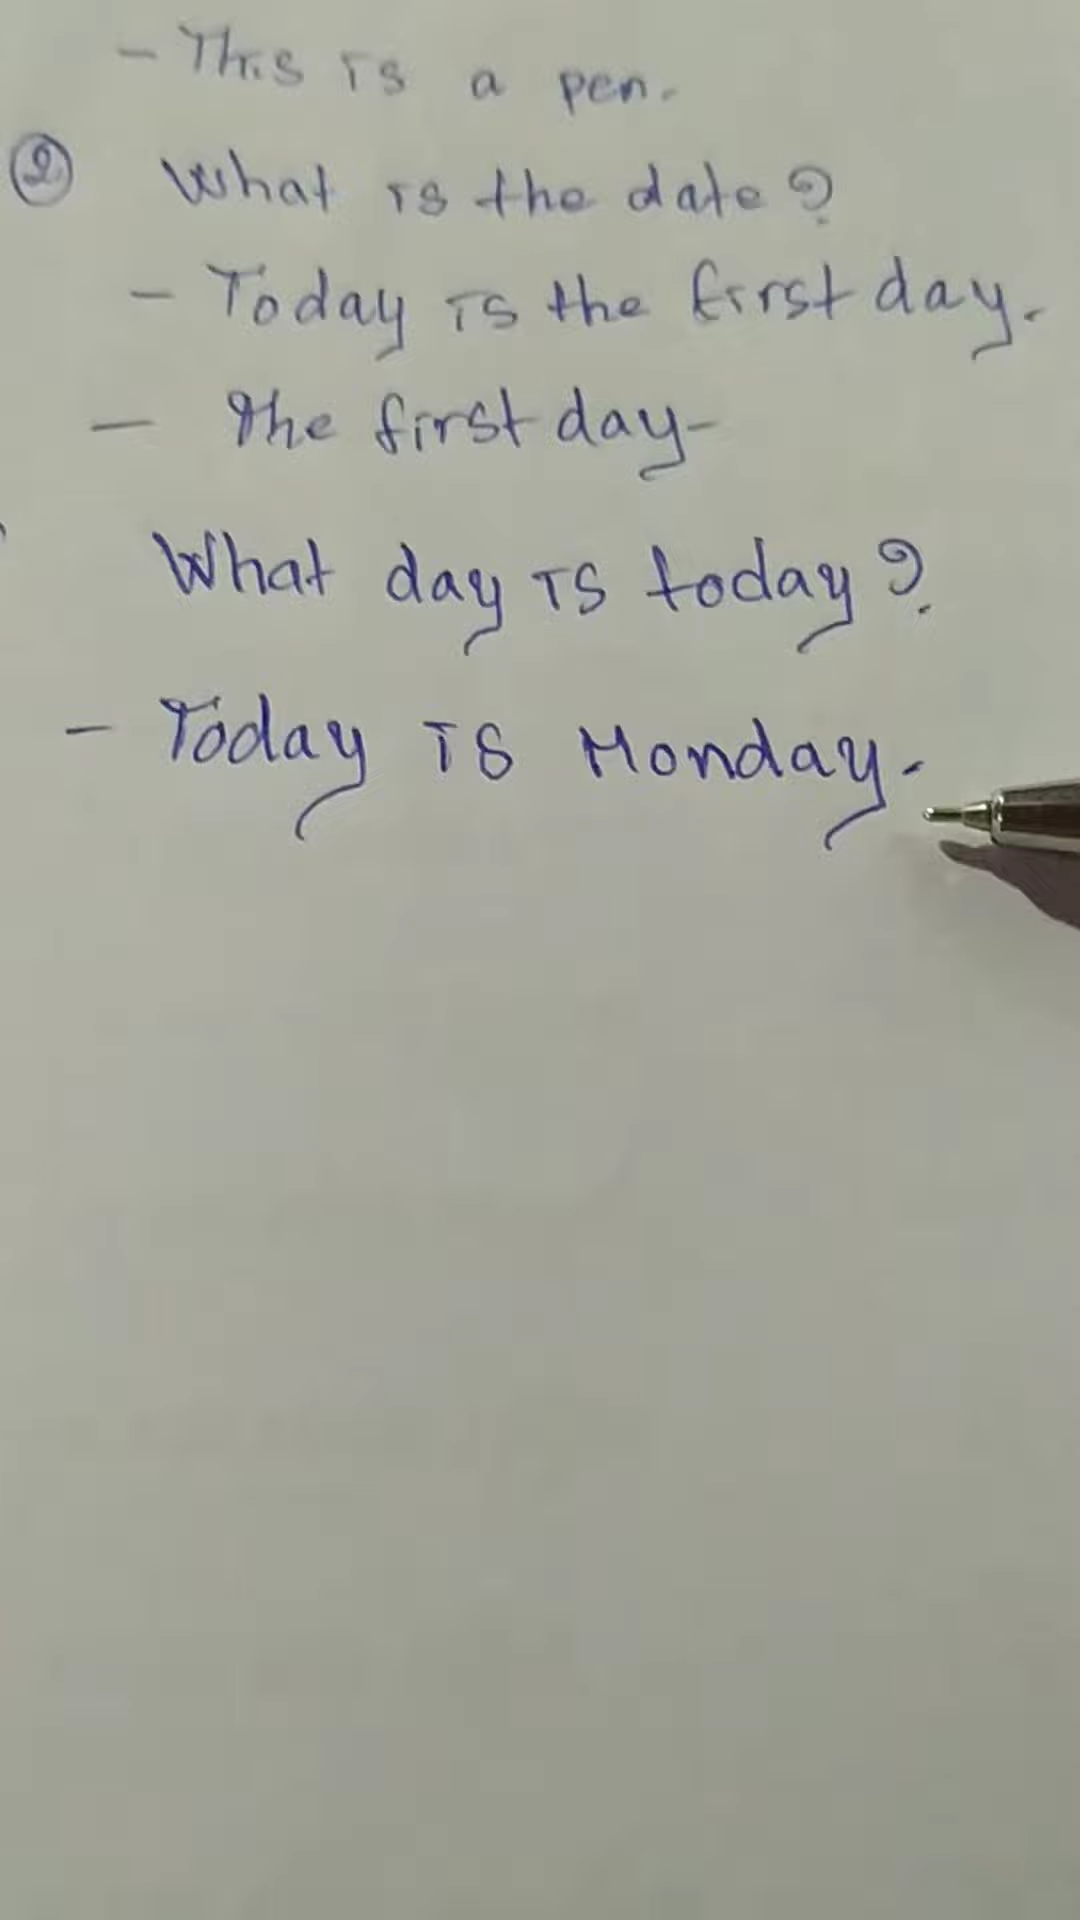 - This is a pen.
② What is the date?
- Today is the first day.
- The first day-
What day is today?
- Today is Monday.